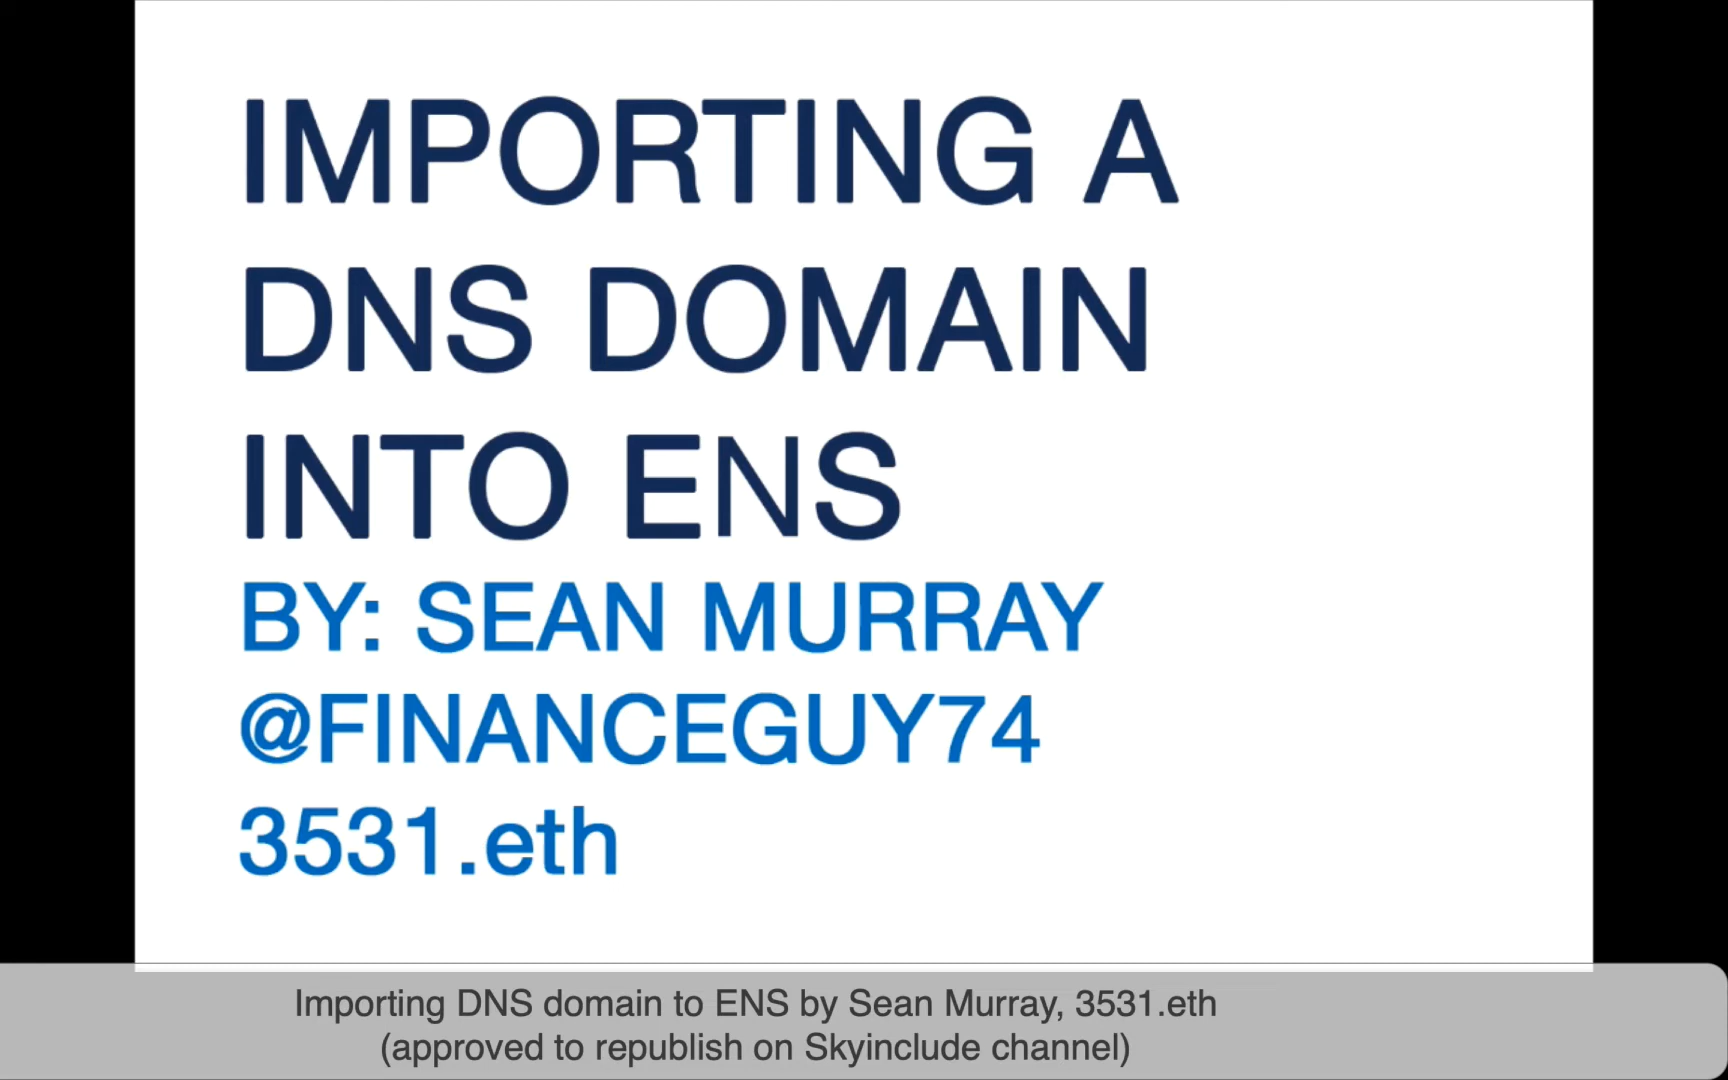 IMPORTING A
DNS DOMAIN
INTO ENS
BY: SEAN MURRAY
@FINANCEGUY74
3531.eth
Importing DNS domain to ENS by Sean Murray, 3531.eth
(approved to republish on Skyinclude channel)